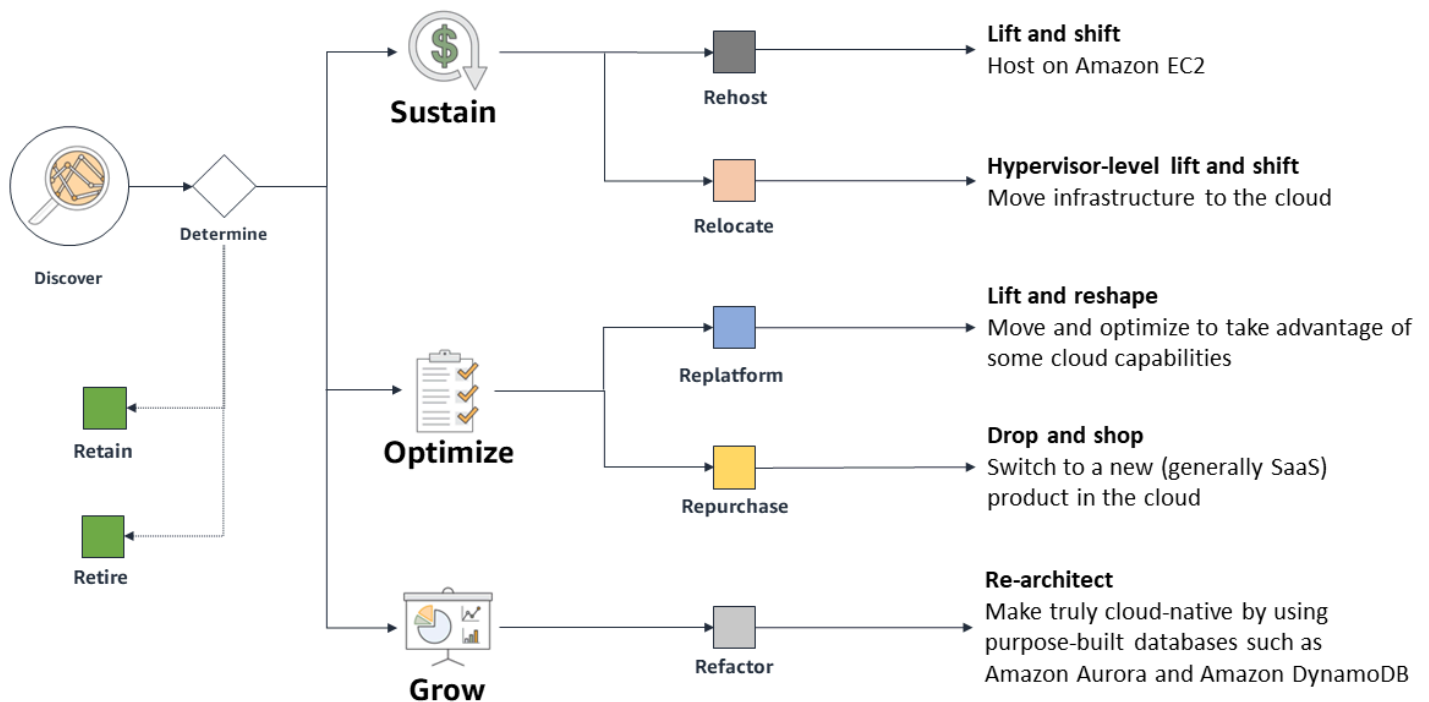 Discover
Determine
Retain
Retire
$
Sustain
Rehost
Lift and shift
Host on Amazon EC2
Relocate
Hypervisor-level lift and shift
Move infrastructure to the cloud
Optimize
Replatform
Lift and reshape
Move and optimize to take advantage of
some cloud capabilities
Repurchase
Drop and shop
Switch to a new (generally SaaS)
product in the cloud
Grow
Refactor
Re-architect
Make truly cloud-native by using
purpose-built databases such as
Amazon Aurora and Amazon DynamoDB